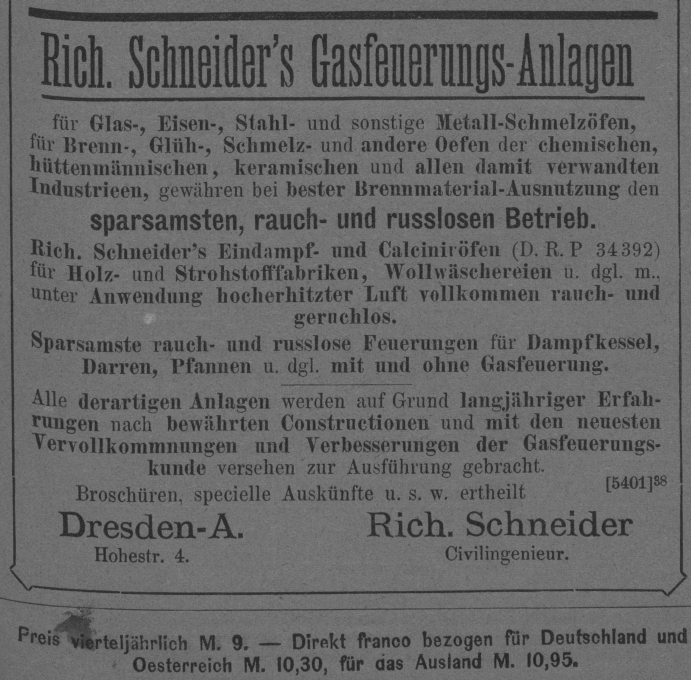 Rich. Schneider's Gasfeuerungs-Anlagen
für Glas-, Eisen-, Stahl- und sonstige Metall-Schmelzöfen,
für Brenn-, Glüh-, Schmelz- und andere Oefen der chemischen,
hüttenmännischen, keramischen und allen damit verwandten
Industrieen, gewähren bei bester Brennmaterial-Ausnutzung den
sparsamsten, rauch- und russlosen Betrieb.
Rich. Schneider's Eindampf- und Calciniröfen (D. R. P 34392)
für Holz- und Strohstofffabriken, Wollwäschereien u. dgl. m.,
unter Anwendung hocherhitzter Luft vollkommen rauch- und
geruchlos.
Sparsamste rauch- und russlose Feuerungen für Dampfkessel,
Darren, Pfannen u. dgl. mit und ohne Gasfeuerung.
Alle derartigen Anlagen werden auf Grund langjähriger Erfah-
rungen nach bewährten Constructionen und mit den neuesten
Vervollkommnungen und Verbesserungen der Gasfeuerungs-
kunde versehen zur Ausführung gebracht.
Broschüren, specielle Auskünfte u. s. w. ertheilt [5401]38
Dresden-A. Rich. Schneider
Hohestr. 4. Civilingenieur.
Preis vierteljährlich M. 9. — Direkt franco bezogen für Deutschland und
Oesterreich M. 10,30, für das Ausland M. 10,95.